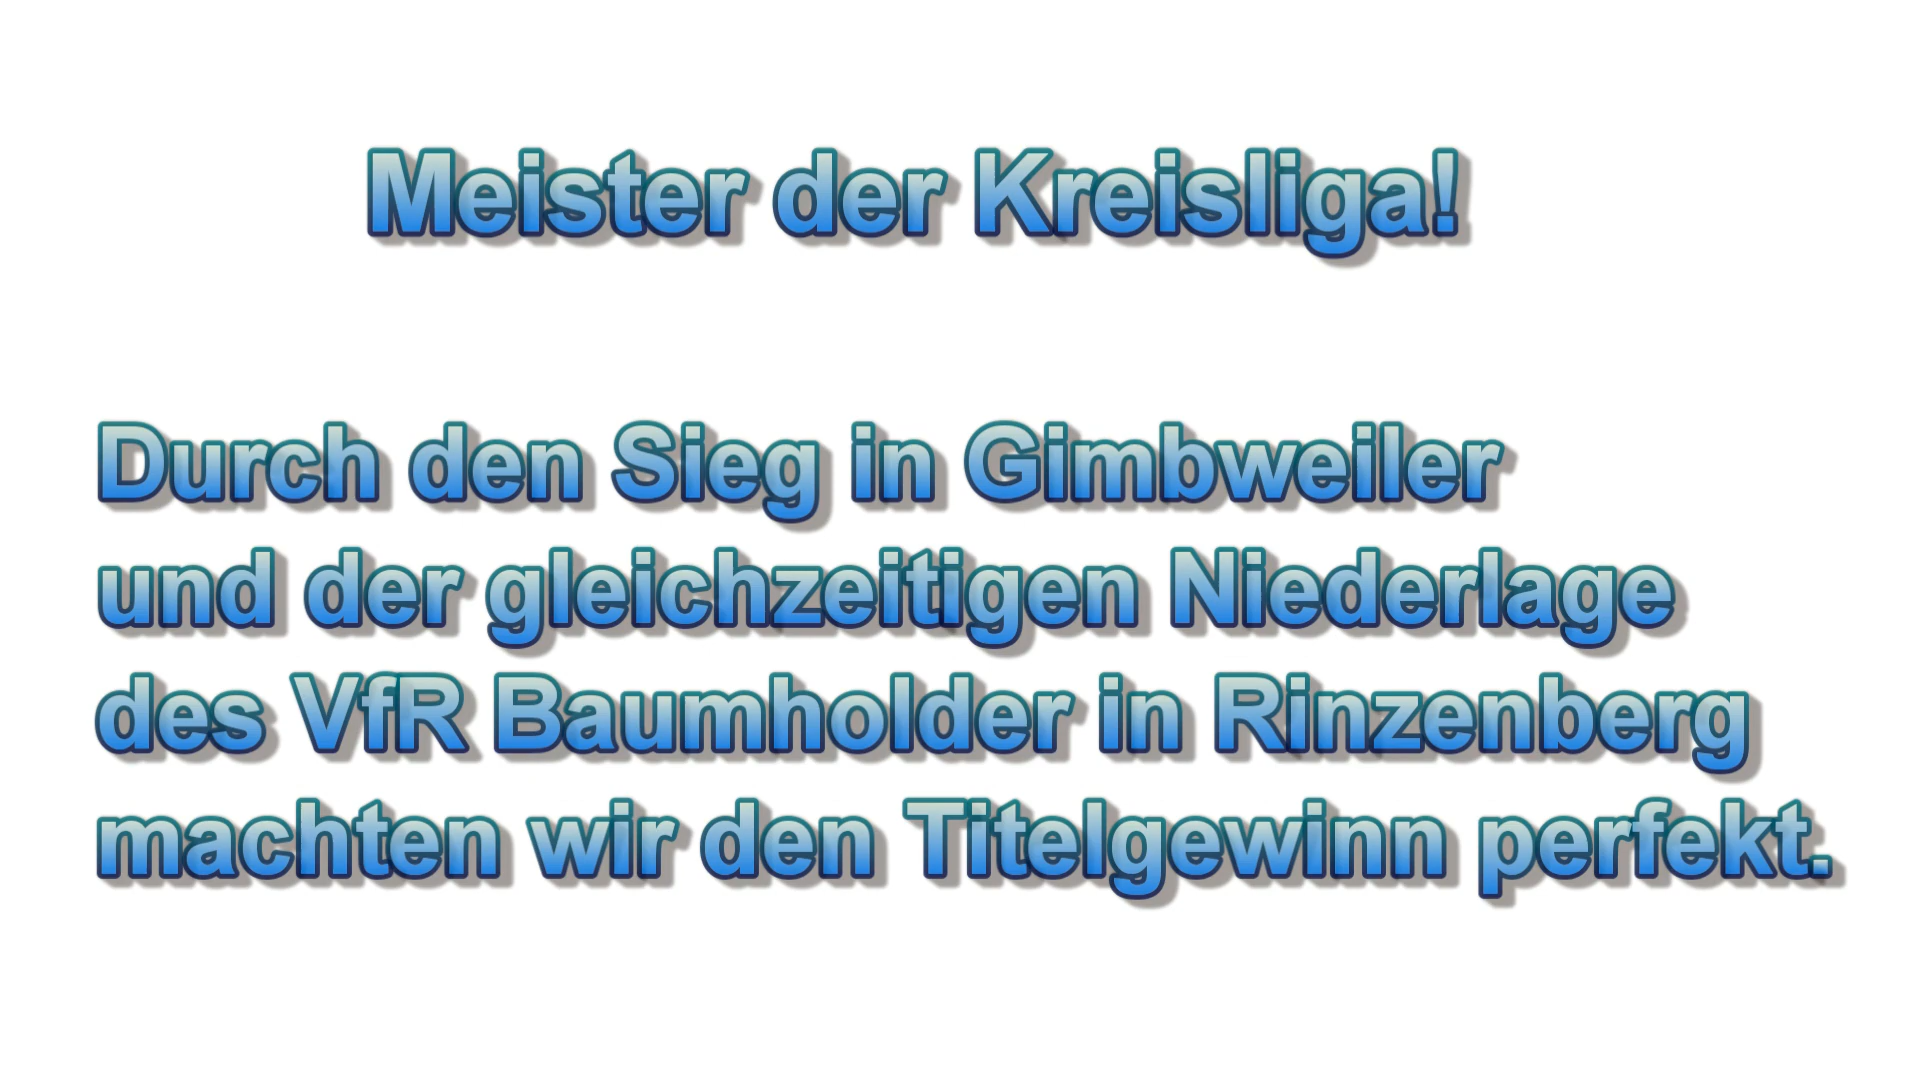 Meister der Kreisliga!
Durch den Sieg in Gimbweiler
und der gleichzeitigen Niederlage
des VfR Baumholder in Rinzenberg
machten wir den Titelgewinn perfekt.